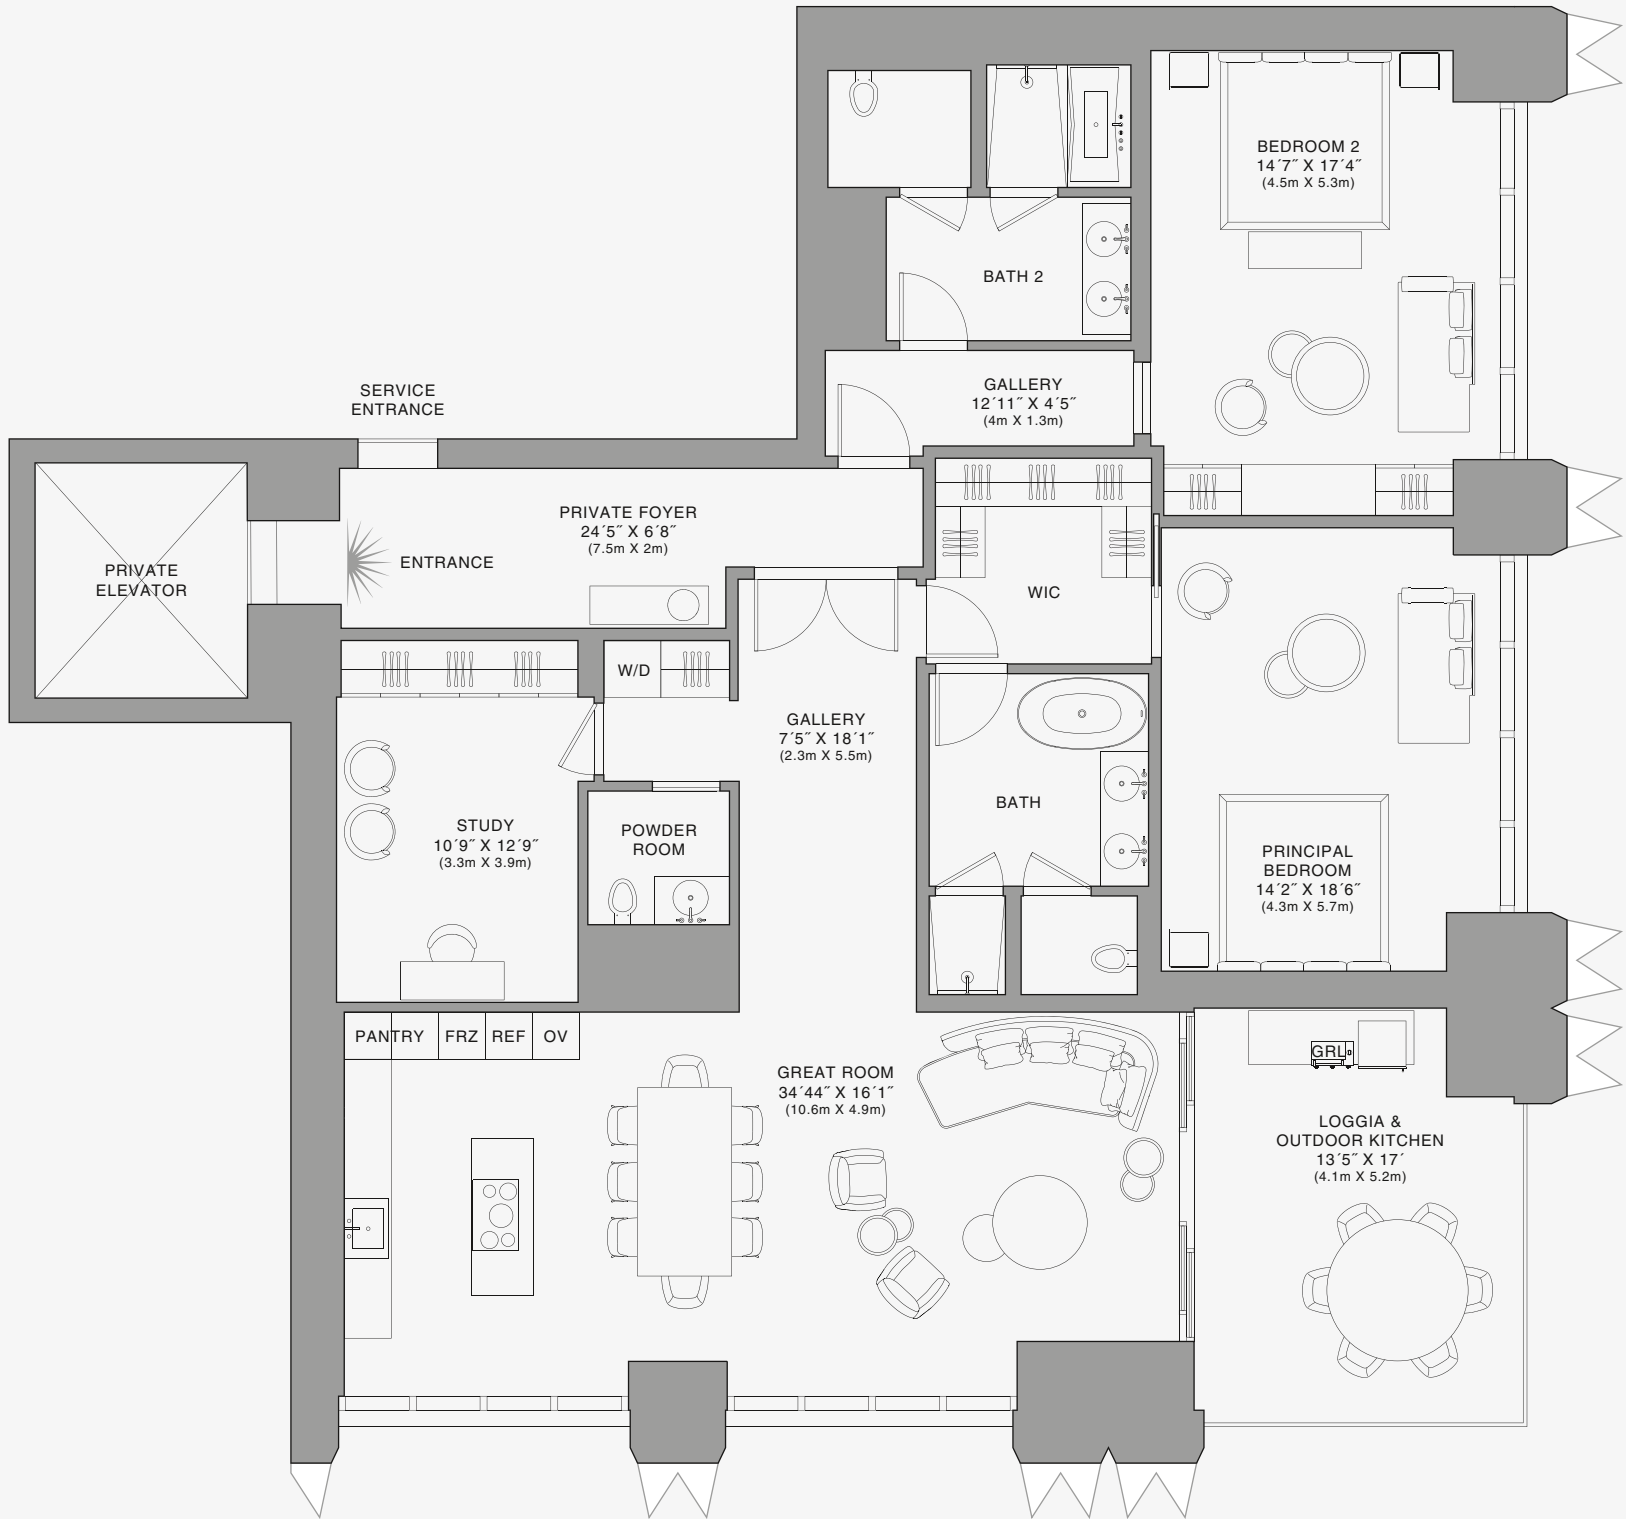 BEDROOM 2
14´7˝ X 17´4˝
(4.5m X 5.3m)
BATH 2
SERVICE
ENTRANCE
GALLERY
12´11˝ X 4´5˝
(4m X 1.3m)
PRIVATE FOYER
24´5˝ X 6´8˝
(7.5m X 2m)
ENTRANCE
PRIVATE
ELEVATOR
WIC
W/D
GALLERY
7´5˝ X 18´1˝
(2.3m X 5.5m)
BATH
STUDY
10´9˝ X 12´9˝
(3.3m X 3.9m)
POWDER
ROOM
PRINCIPAL
BEDROOM
14´2˝ X 18´6˝
(4.3m X 5.7m)
PANTRY
FRZ
REF
OV
GREAT ROOM
34´44˝ X 16´1˝
(10.6m X 4.9m)
GRL
LOGGIA &
OUTDOOR KITCHEN
13´5˝ X 17´
(4.1m X 5.2m)